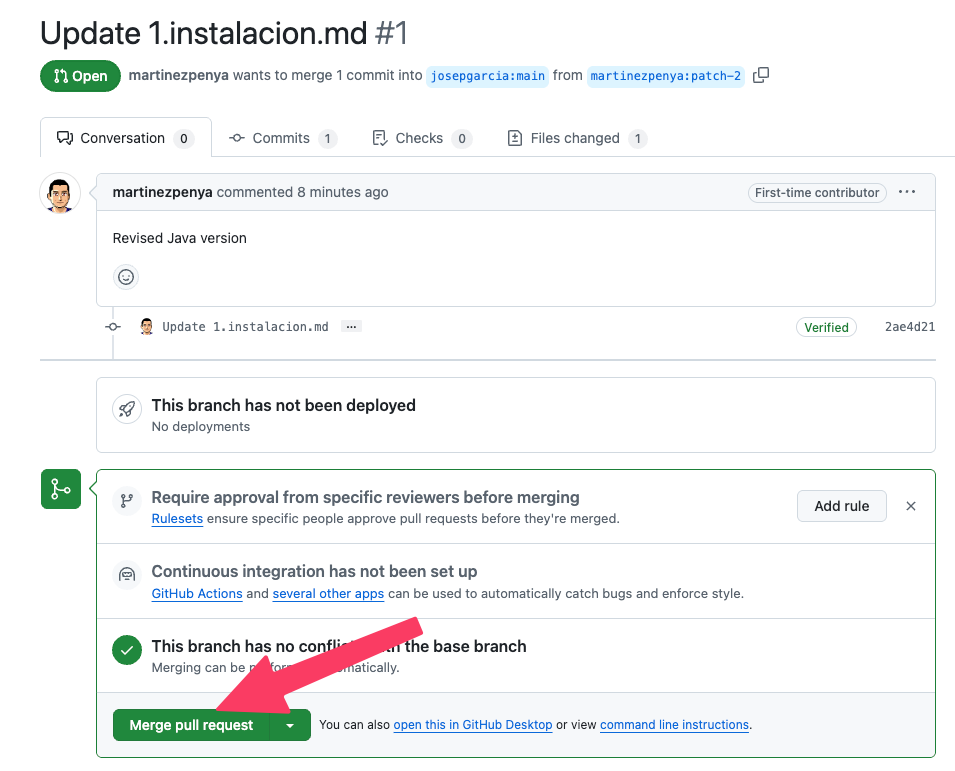 Update 1.instalacion.md #1
Open martinezpenya wants to merge 1 commit into josepgarcia:main from martinezpenya:patch-2
Conversation 0 Commits 1 Checks 0 Files changed 1
martinezpenya commented 8 minutes ago First-time contributor ···
Revised Java version
Update 1.instalacion.md ··· Verified 2ae4d21
This branch has not been deployed
No deployments
Require approval from specific reviewers before merging
Rulesets ensure specific people approve pull requests before they're merged.
Add rule
Continuous integration has not been set up
GitHub Actions and several other apps can be used to automatically catch bugs and enforce style.
This branch has no the base branch
Merging can be
Merge pull request You can also open this in GitHub Desktop or view command line instructions.